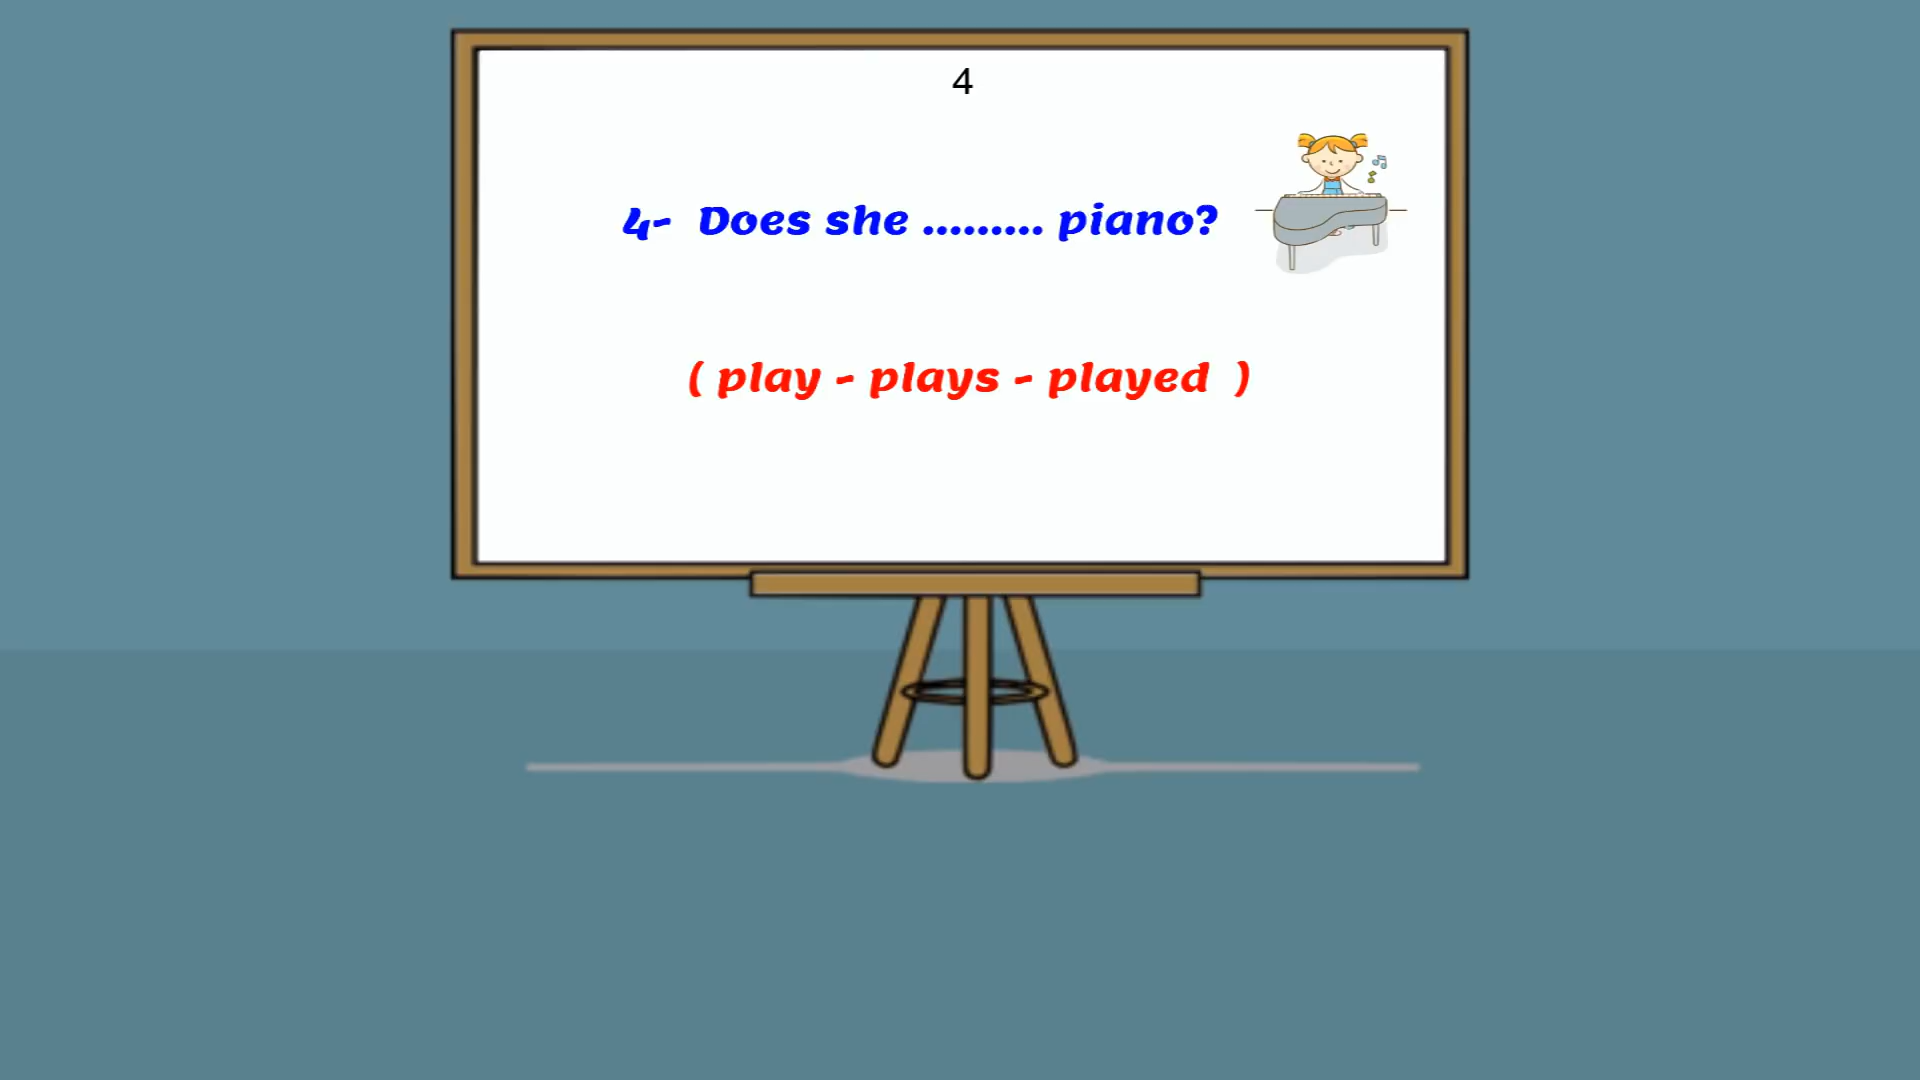 4
4- Does she ......... piano?
( play - plays - played )